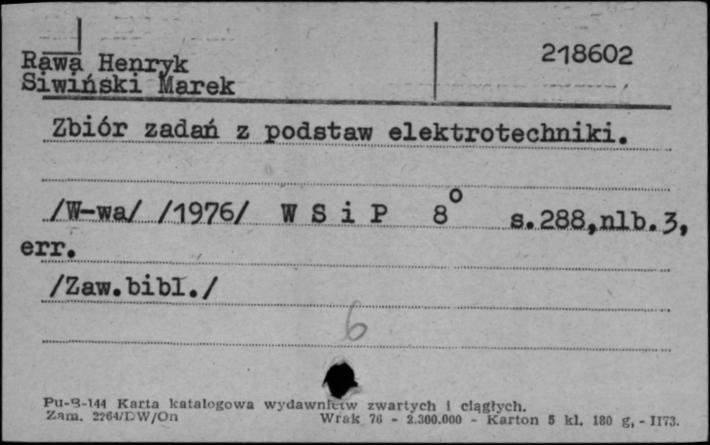 218602
Rawa Henryk
Siwiński Marek
Zbiór zadań z podstaw elektrotechniki.
/W-wa/ /1976/ W S i P 8° s.288,nlb.3,
err.
/Zaw.bibl./
6
Pu-B-144 Karta katalogowa wydawnictw zwartych i ciągłych.
Zam. 2264/DW/On Wrak 76 - 2.300.000 - Karton 5 kl. 180 g, - 1173.